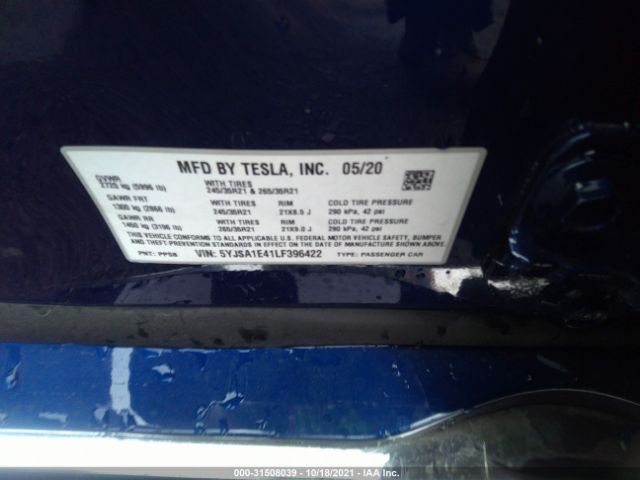 MFD BY TESLA, INC. 05/20
GVWR
2720 kg (5996 lb)
WITH TIRES
245/35R21 & 265/35R21
GAWR FRT
1300 kg (2866 lb)
WITH TIRES
245/35R21
RIM
21X8.5 J
COLD TIRE PRESSURE
290 kPa, 42 psi
GAWR RR
1450 kg (3196 lb)
WITH TIRES
265/35R21
RIM
21X9.0 J
COLD TIRE PRESSURE
290 kPa, 42 psi
THIS VEHICLE CONFORMS TO ALL APPLICABLE U.S. FEDERAL MOTOR VEHICLE SAFETY, BUMPER
AND THEFT PREVENTION STANDARDS IN EFFECT ON THE DATE OF MANUFACTURE SHOWN ABOVE.
PNT: PPSB VIN: 5YJSA1E41LF396422 TYPE: PASSENGER CAR
000-31508039 - 10/18/2021 - IAA Inc.